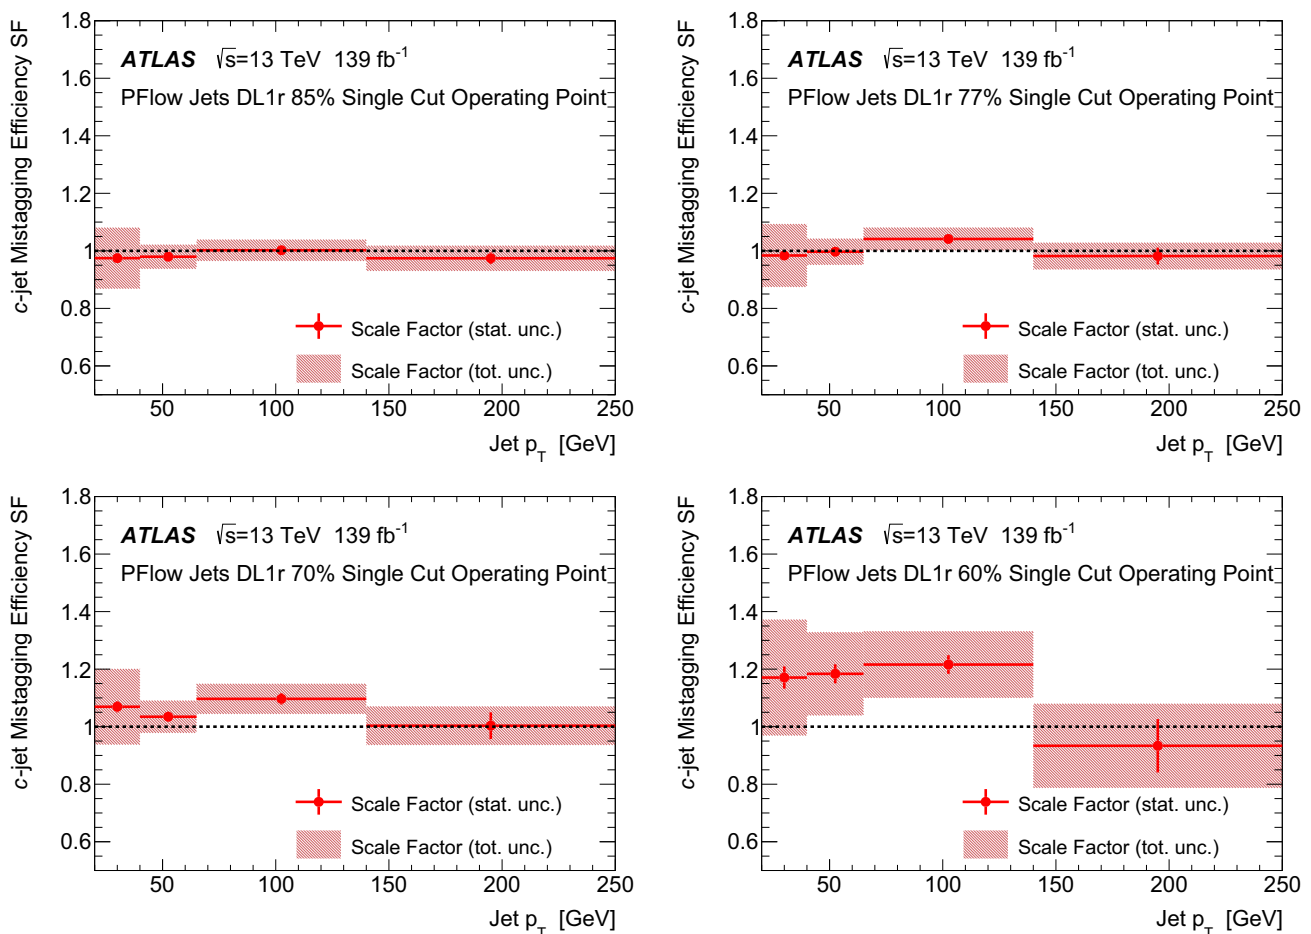 c-jet Mistagging Efficiency SF
1.8
1.6
1.4
1.2
1
0.8
0.6
ATLAS √s=13 TeV 139 fb⁻¹
PFlow Jets DL1r 85% Single Cut Operating Point
Scale Factor (stat. unc.)
Scale Factor (tot. unc.)
50 100 150 200 250
Jet p_T [GeV]
c-jet Mistagging Efficiency SF
1.8
1.6
1.4
1.2
1
0.8
0.6
ATLAS √s=13 TeV 139 fb⁻¹
PFlow Jets DL1r 77% Single Cut Operating Point
Scale Factor (stat. unc.)
Scale Factor (tot. unc.)
50 100 150 200 250
Jet p_T [GeV]
c-jet Mistagging Efficiency SF
1.8
1.6
1.4
1.2
1
0.8
0.6
ATLAS √s=13 TeV 139 fb⁻¹
PFlow Jets DL1r 70% Single Cut Operating Point
Scale Factor (stat. unc.)
Scale Factor (tot. unc.)
50 100 150 200 250
Jet p_T [GeV]
c-jet Mistagging Efficiency SF
1.8
1.6
1.4
1.2
1
0.8
0.6
ATLAS √s=13 TeV 139 fb⁻¹
PFlow Jets DL1r 60% Single Cut Operating Point
Scale Factor (stat. unc.)
Scale Factor (tot. unc.)
50 100 150 200 250
Jet p_T [GeV]